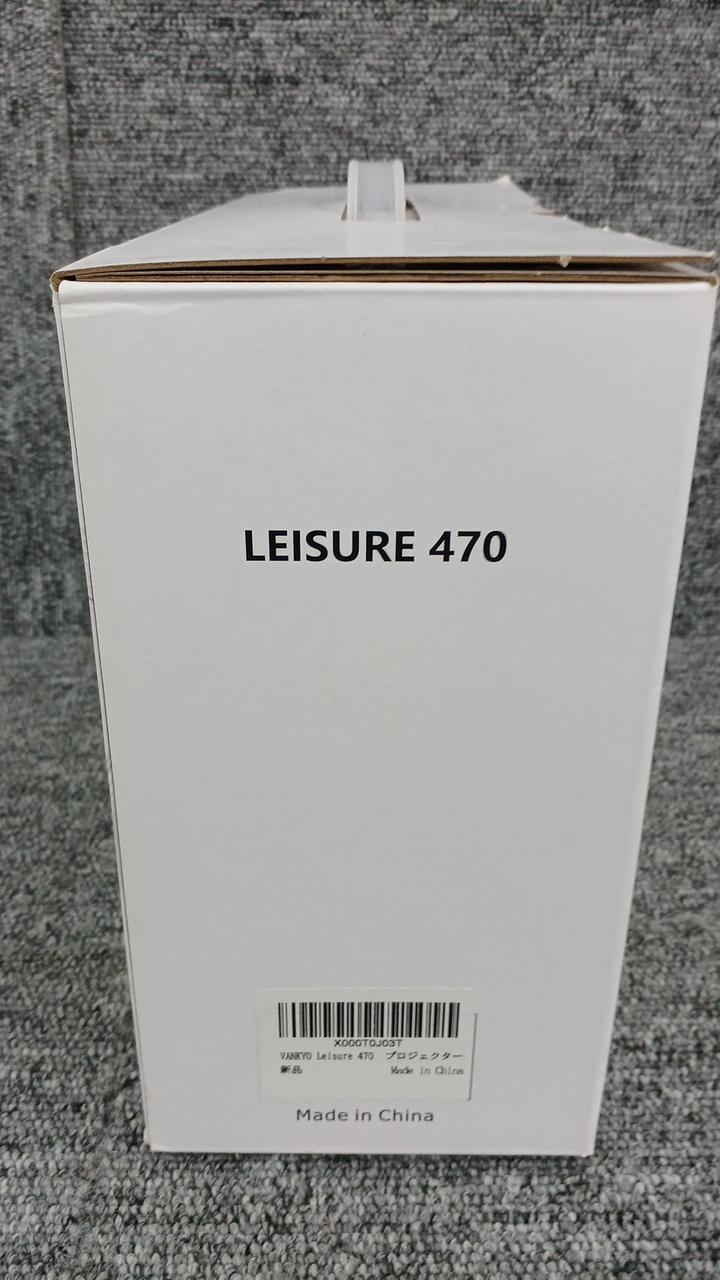 LEISURE 470
X000T0J03T
VANKYO Leisure 470 プロジェクター
新品 Made in China
Made in China